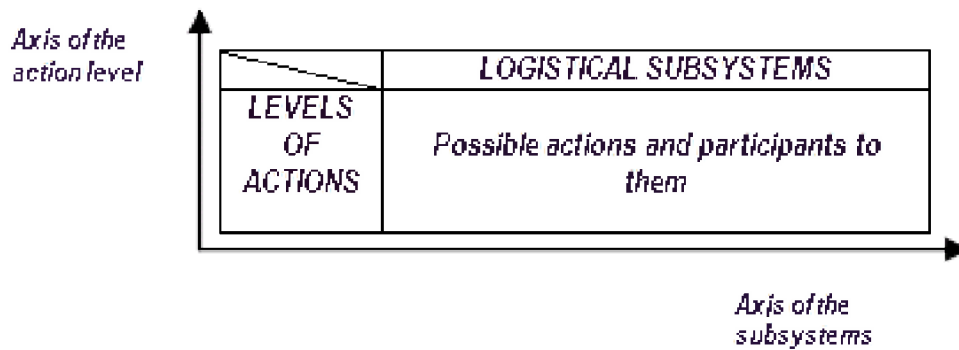 Axis of the
action level
LOGISTICAL SUBSYSTEMS
LEVELS
OF
ACTIONS
Possible actions and participants to
them
Axis of the
subsystems